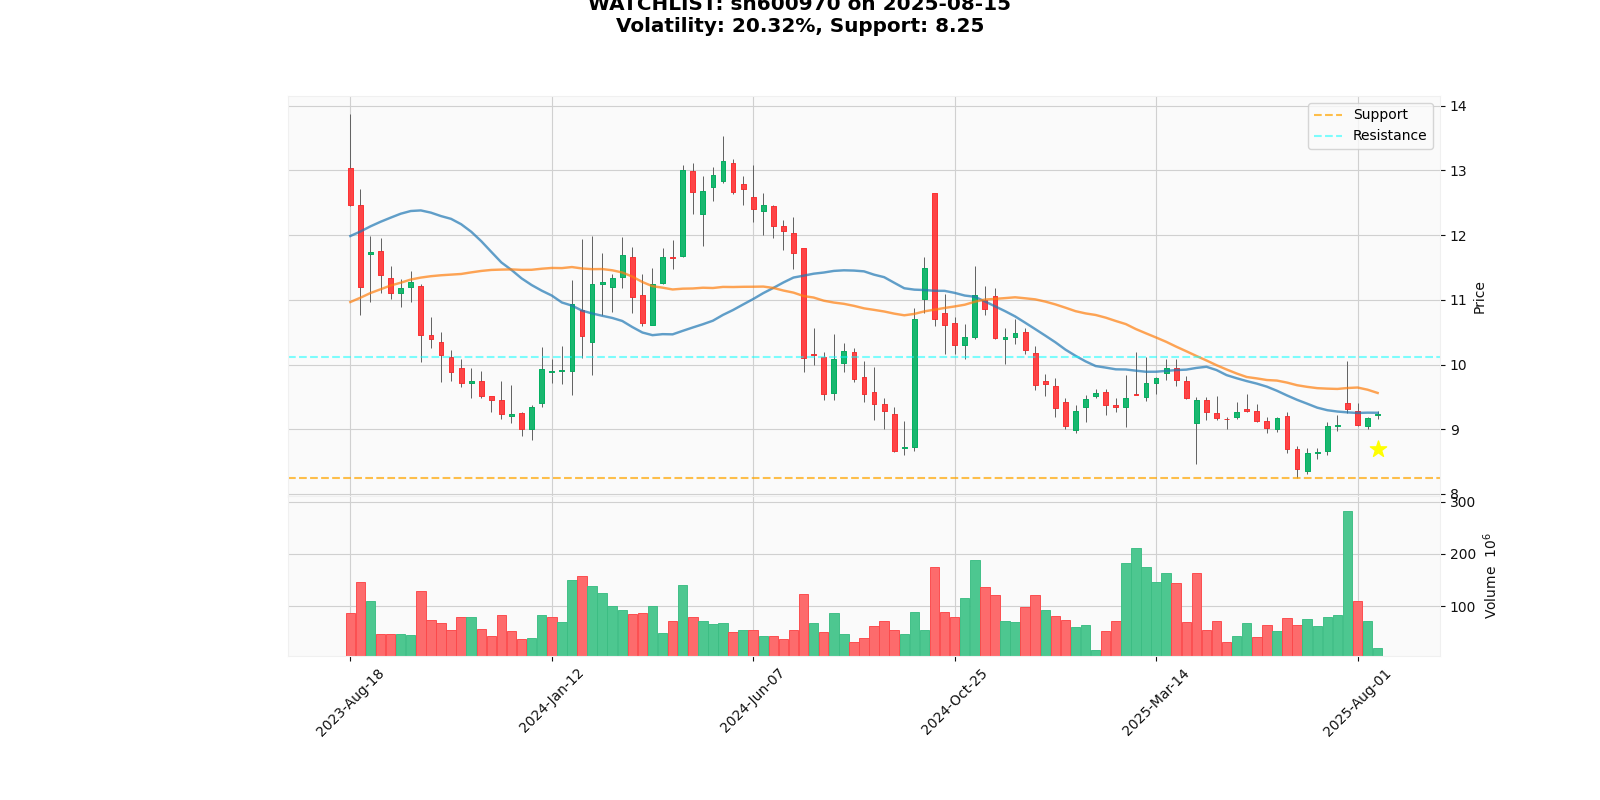 WATCHLIST: sh600970 on 2025-08-15
Volatility: 20.32%, Support: 8.25
Support
Resistance
14
13
12
11
10
9
8
Price
300
200
100
Volume 10^6
2023-Aug-18
2024-Jan-12
2024-Jun-07
2024-Oct-25
2025-Mar-14
2025-Aug-01